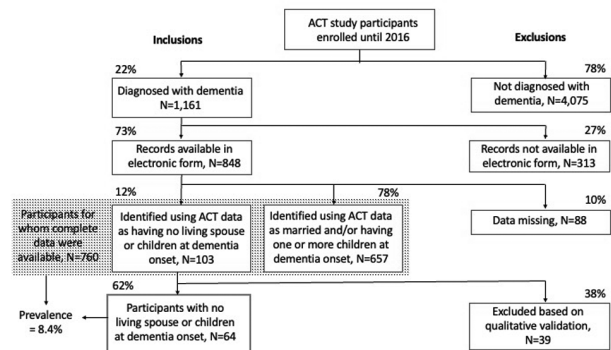 ACT study participants
enrolled until 2016
Inclusions
Exclusions
22%
78%
Diagnosed with dementia
N=1,161
Not diagnosed with
dementia, N=4,075
73%
27%
Records available in
electronic form, N=848
Records not available in
electronic form, N=313
12%
78%
10%
Participants for
whom complete
data were
available, N=760
Identified using ACT data
as having no living spouse
or children at dementia
onset, N=103
Identified using ACT data
as married and/or having
one or more children at
dementia onset, N=657
Data missing, N=88
62%
38%
Prevalence
= 8.4%
Participants with no
living spouse or children
at dementia onset, N=64
Excluded based on
qualitative validation,
N=39